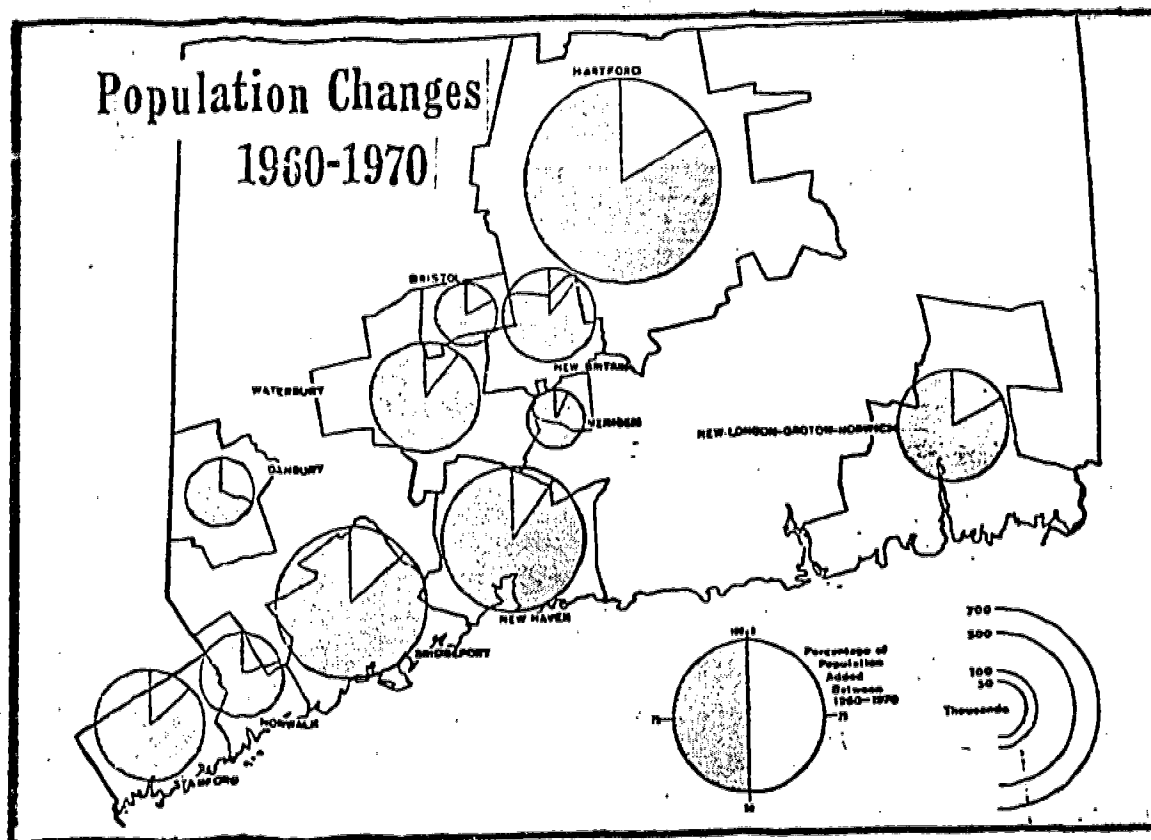 Population Changes
1960-1970
HARTFORD
BRISTOL
NEW BRITAIN
WATERBURY
MERIDEN
NEW-LONDON-GROTON-NORWICH
DANBURY
NEW HAVEN
BRIDGEPORT
NORWALK
STAMFORD
Percentage of
Population
Added
Between
1960-1970
50
700
500
100
50
Thousands